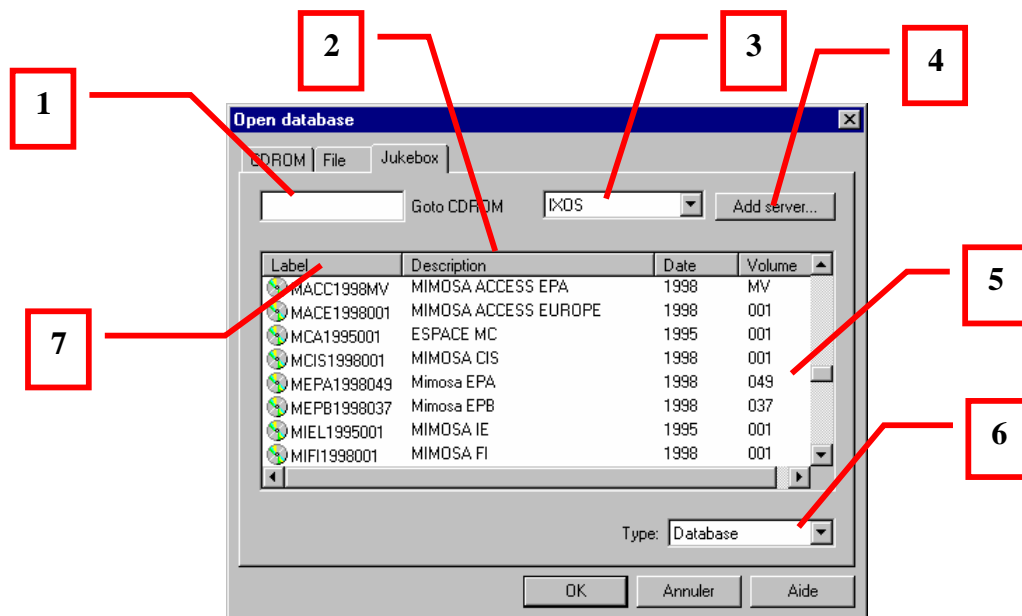 2
3
4
1
Open database
CDROM File Jukebox
Goto CDROM IXOS Add server...
Label Description Date Volume
MACC1998MV MIMOSA ACCESS EPA 1998 MV
MACE1998001 MIMOSA ACCESS EUROPE 1998 001
MCA1995001 ESPACE MC 1995 001
MCIS1998001 MIMOSA CIS 1998 001
MEPA1998049 Mimosa EPA 1998 049
MEPB1998037 Mimosa EPB 1998 037
MIEL1995001 MIMOSA IE 1995 001
MIFI1998001 MIMOSA FI 1998 001
5
7
6
Type: Database
OK Annuler Aide